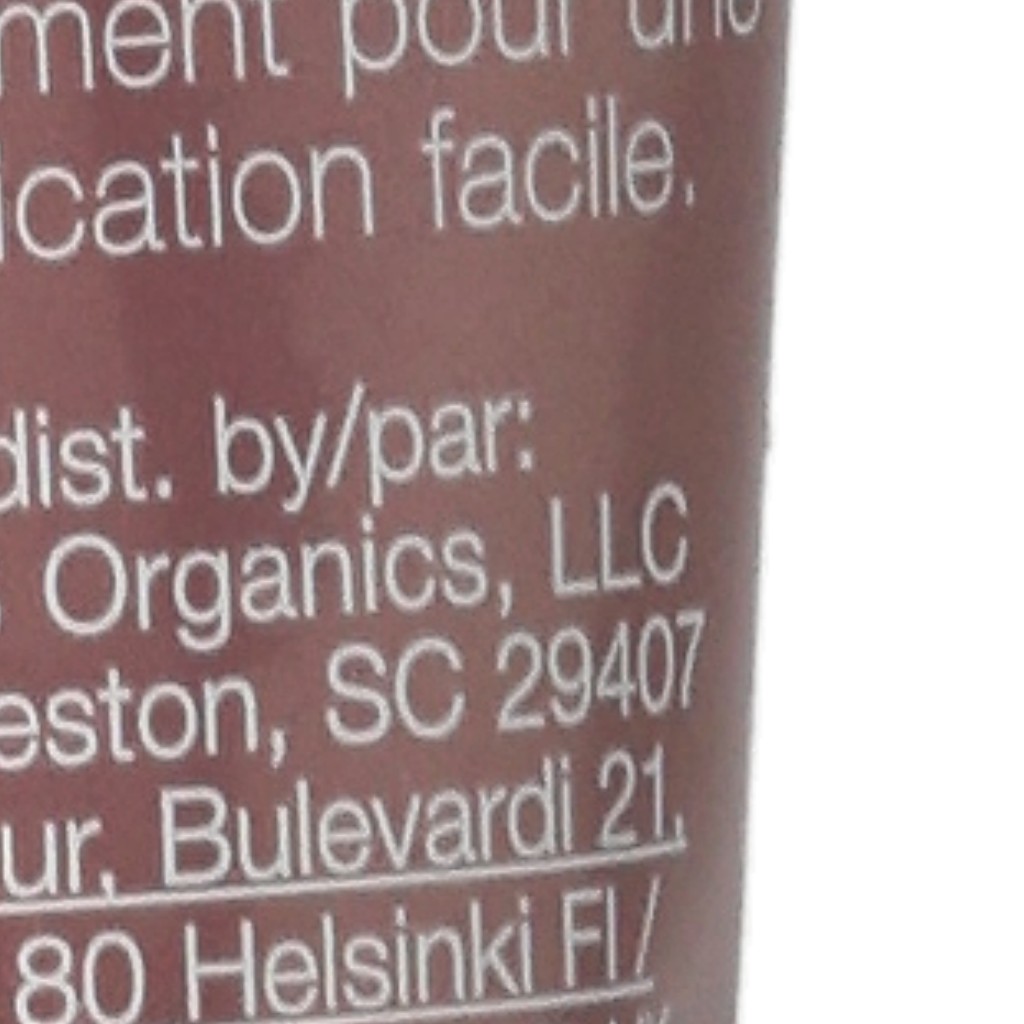 ment pour une
ication facile.
dist. by/par:
Organics, LLC
eston, SC 29407
ur, Bulevardi 21,
80 Helsinki FI /